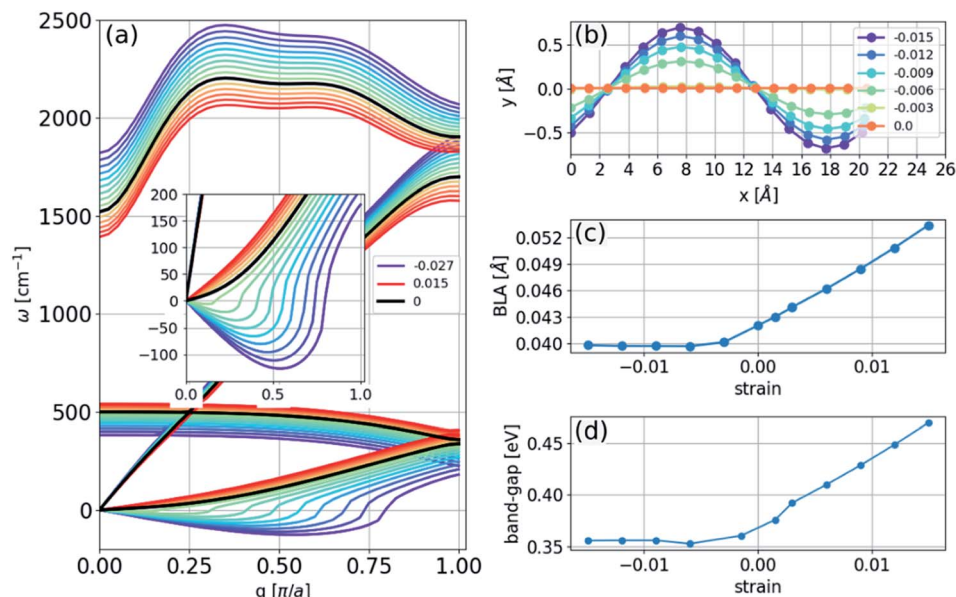 (a)
2500
2000
1500
1000
500
0
ω [cm⁻¹]
0.00 0.25 0.50 0.75 1.00
q [π/a]
200
150
100
50
0
−50
−100
0.0 0.5 1.0
-0.027
0.015
0
(b)
0.5
0.0
−0.5
y [Å]
0 2 4 6 8 10 12 14 16 18 20 22 24 26
x [Å]
-0.015
-0.012
-0.009
-0.006
-0.003
0.0
(c)
0.052
0.049
0.046
0.043
0.040
BLA [Å]
−0.01 0.00 0.01
strain
(d)
0.45
0.40
0.35
band-gap [eV]
−0.01 0.00 0.01
strain